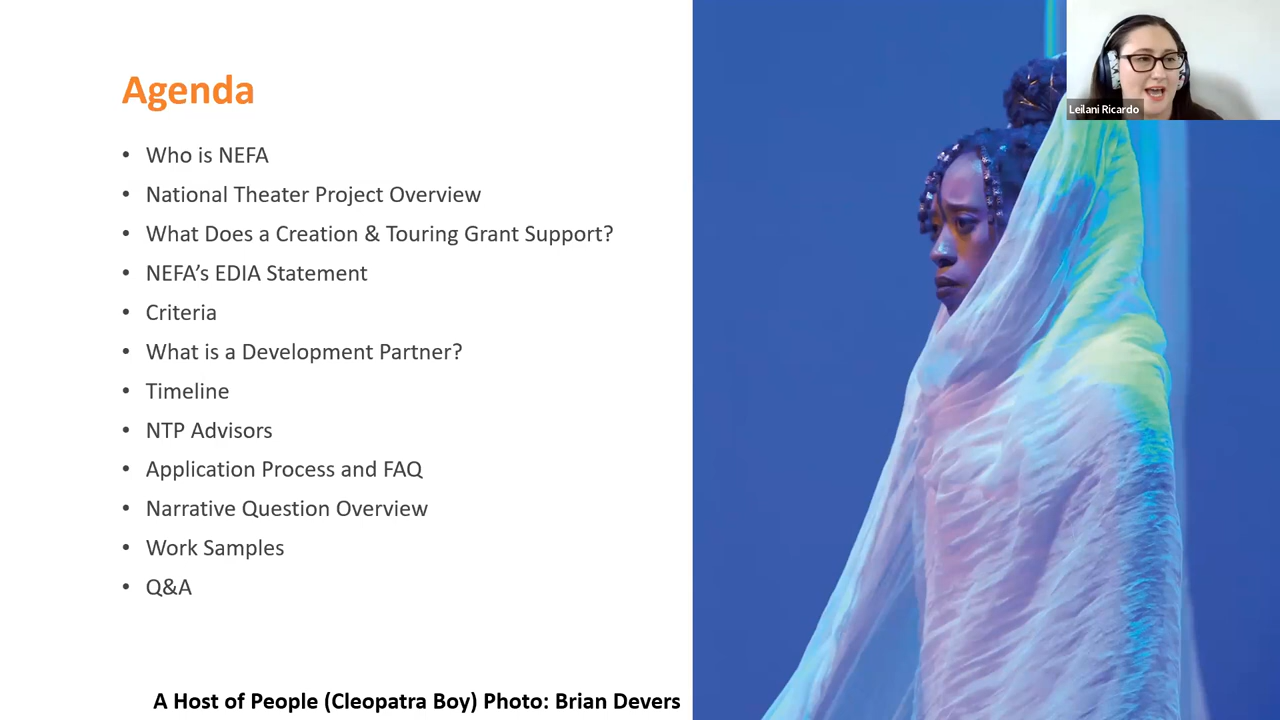 Agenda
• Who is NEFA
• National Theater Project Overview
• What Does a Creation & Touring Grant Support?
• NEFA’s EDIA Statement
• Criteria
• What is a Development Partner?
• Timeline
• NTP Advisors
• Application Process and FAQ
• Narrative Question Overview
• Work Samples
• Q&A
A Host of People (Cleopatra Boy) Photo: Brian Devers
Leilani Ricardo